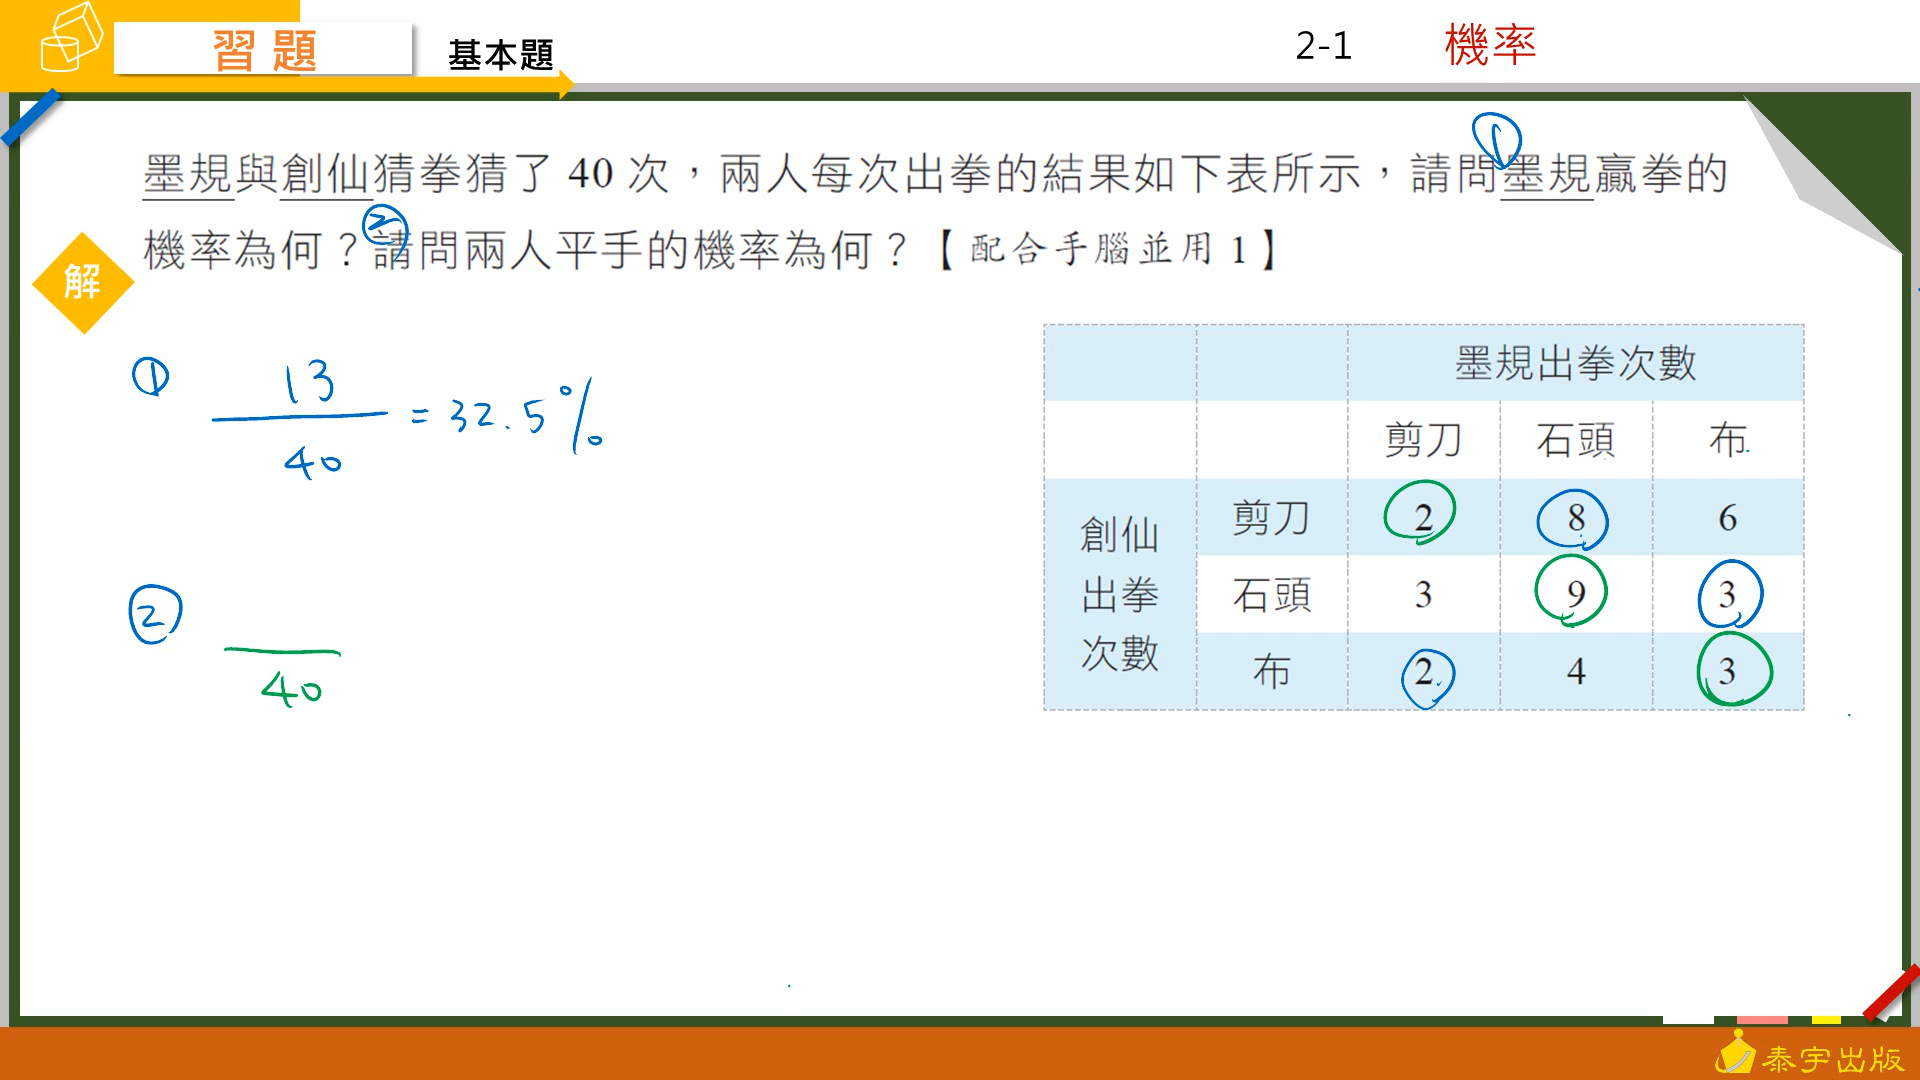 習題
基本題
2-1 機率
①
墨規與創仙猜拳猜了 40 次，兩人每次出拳的結果如下表所示，請問墨規贏拳的
②
機率為何？請問兩人平手的機率為何？【配合手腦並用 1】
解
① 13/40 = 32.5%
② /40
墨規出拳次數
剪刀 石頭 布
創仙出拳次數
剪刀 2 8 6
石頭 3 9 3
布 2 4 3
泰宇出版